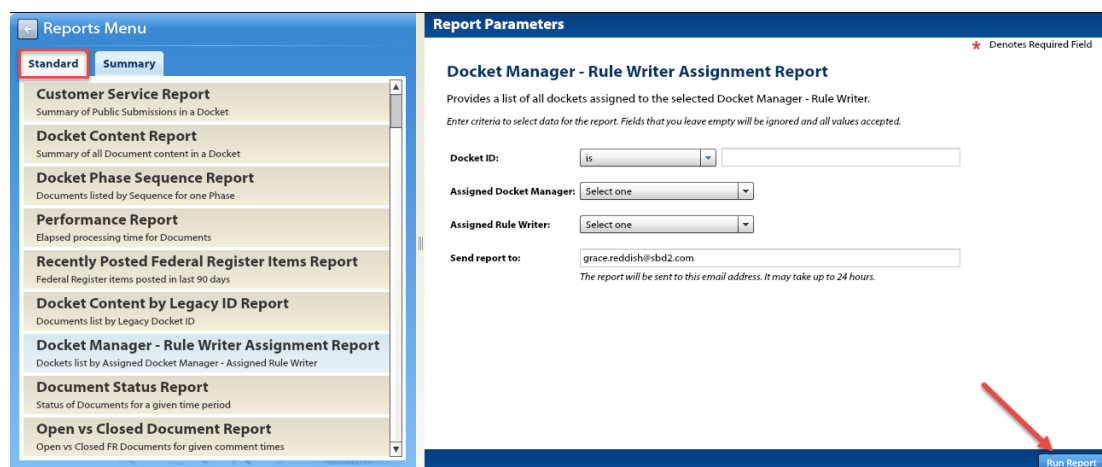 Reports Menu
Standard
Summary
Customer Service Report
Summary of Public Submissions in a Docket
Docket Content Report
Summary of all Document content in a Docket
Docket Phase Sequence Report
Documents listed by Sequence for one Phase
Performance Report
Elapsed processing time for Documents
Recently Posted Federal Register Items Report
Federal Register items posted in last 90 days
Docket Content by Legacy ID Report
Documents list by Legacy Docket ID
Docket Manager - Rule Writer Assignment Report
Dockets list by Assigned Docket Manager - Assigned Rule Writer
Document Status Report
Status of Documents for a given time period
Open vs Closed Document Report
Open vs Closed FR Documents for given comment times
Report Parameters
* Denotes Required Field
Docket Manager - Rule Writer Assignment Report
Provides a list of all dockets assigned to the selected Docket Manager - Rule Writer.
Enter criteria to select data for the report. Fields that you leave empty will be ignored and all values accepted.
Docket ID: is
Assigned Docket Manager: Select one
Assigned Rule Writer: Select one
Send report to: grace.reddish@sbd2.com
The report will be sent to this email address. It may take up to 24 hours.
Run Report